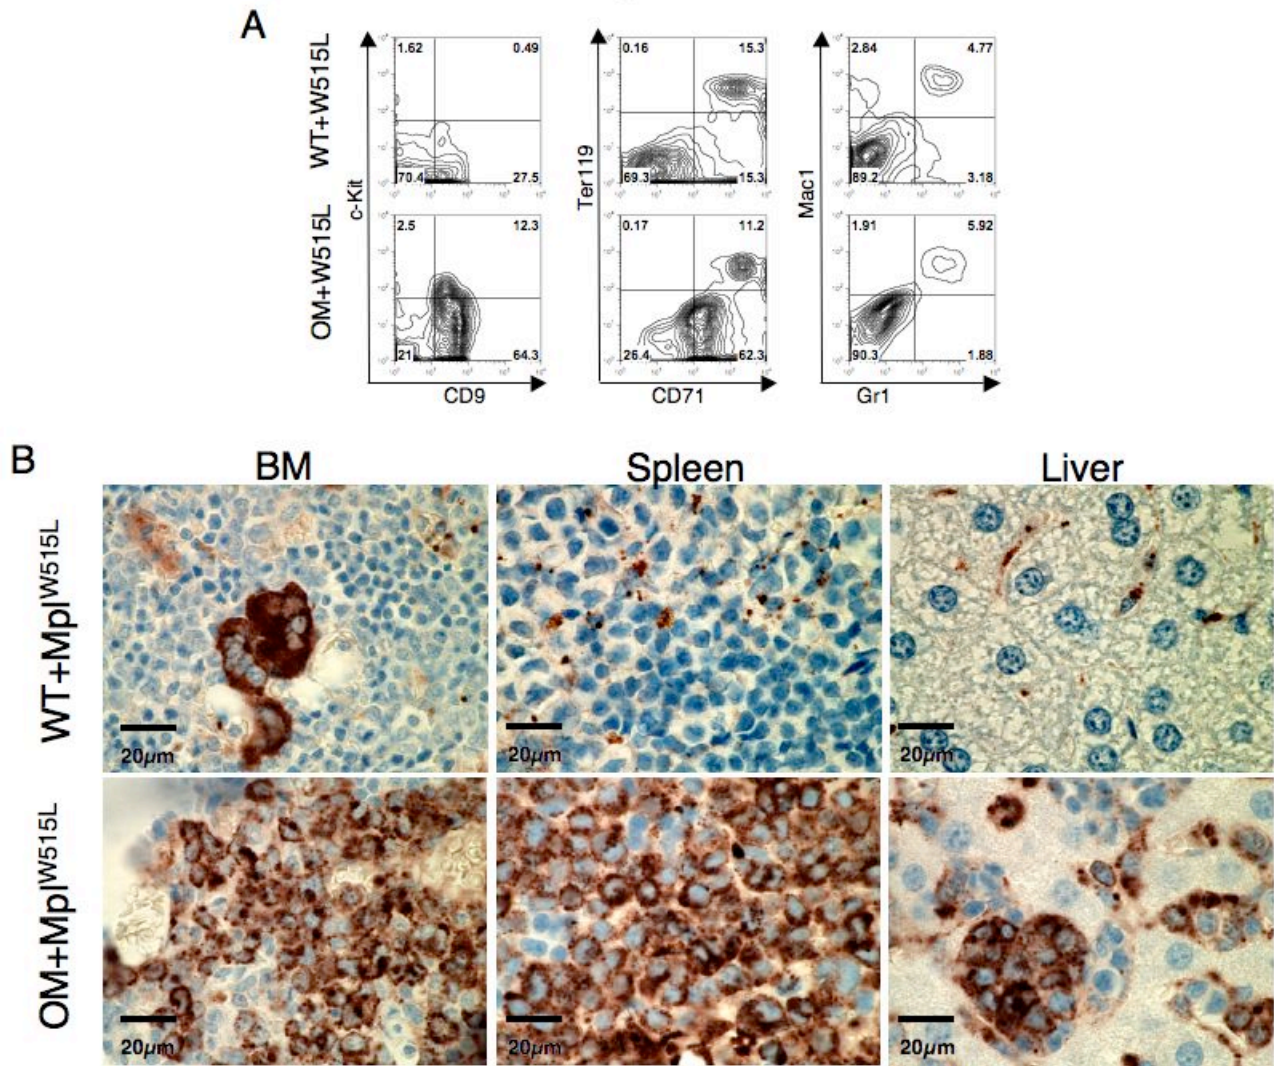 A
WT+W515L
OM+W515L
c-Kit
1.62 0.49
70.4 27.5
2.5 12.3
21 64.3
CD9
Ter119
0.16 15.3
69.3 15.3
0.17 11.2
26.4 62.3
CD71
Mac1
2.84 4.77
89.2 3.18
1.91 5.92
90.3 1.88
Gr1
B
BM Spleen Liver
WT+Mpl^W515L
20µm 20µm 20µm
OM+Mpl^W515L
20µm 20µm 20µm